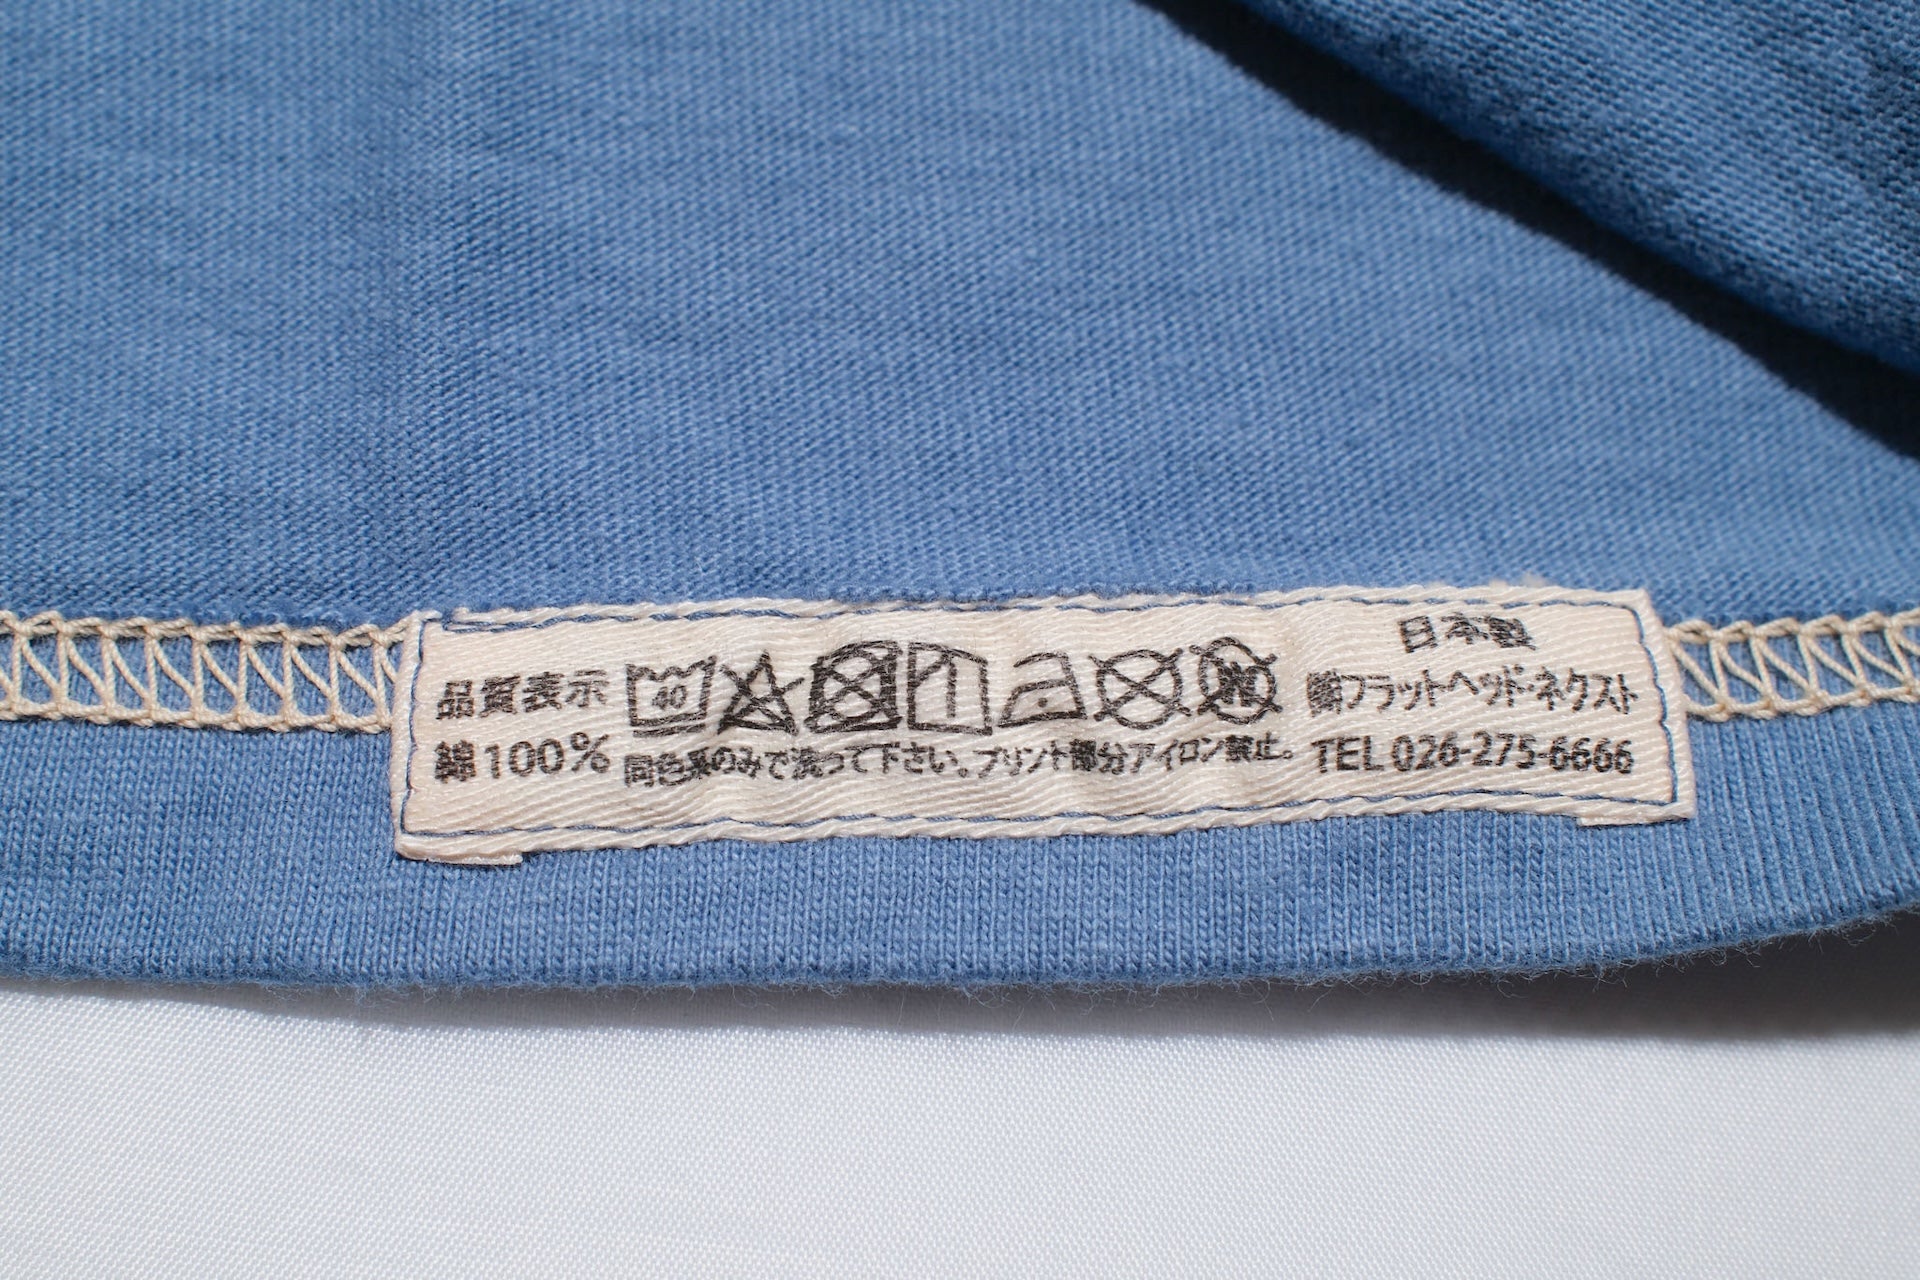 品質表示
綿100%
40
W
同色系のみで洗って下さい。プリント部分アイロン禁止。
日本製
㈱フラットヘッド・ネクスト
TEL 026-275-6666